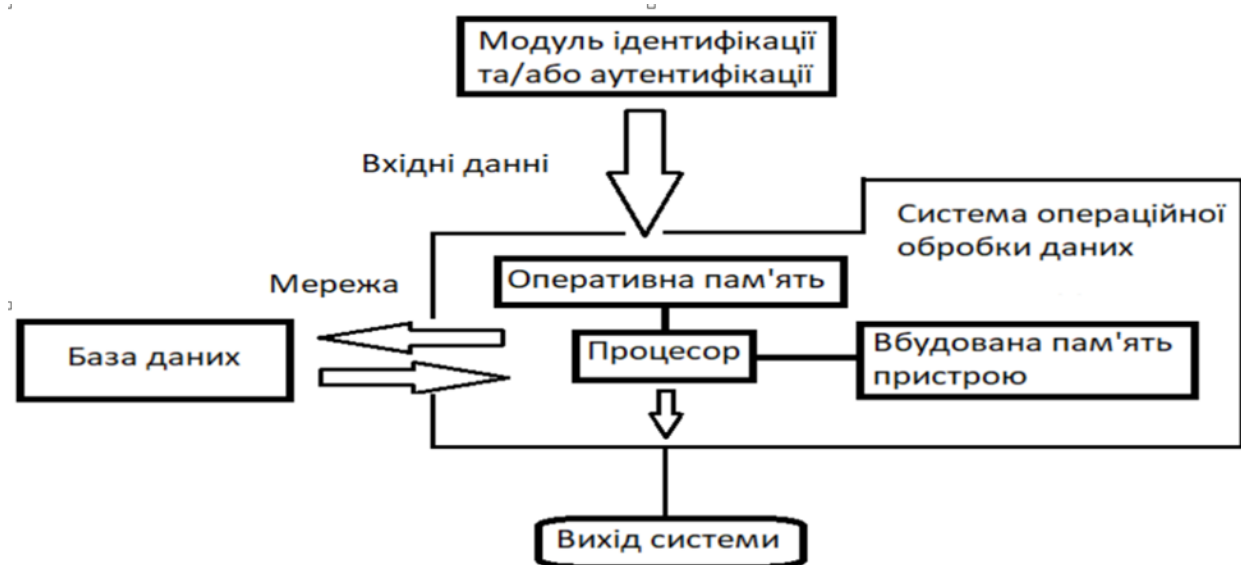 Модуль ідентифікації
та/або аутентифікації
Вхідні данні
Система операційної
обробки даних
Оперативна пам'ять
Мережа
База даних
Процесор
Вбудована пам'ять
пристрою
Вихід системи